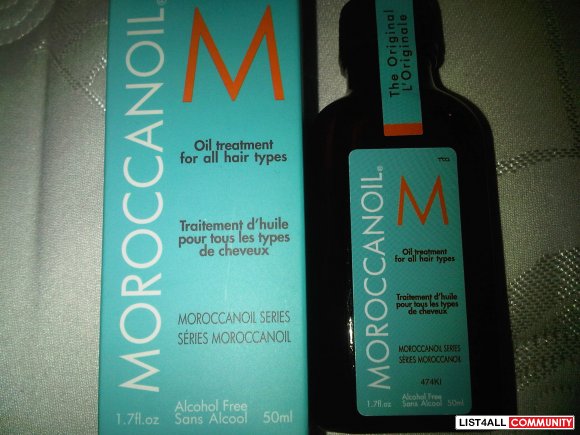 MOROCCANOIL®
M
Oil treatment
for all hair types
Traitement d'huile
pour tous les types
de cheveux
MOROCCANOIL SERIES
SÉRIES MOROCCANOIL
1.7fl.oz
Alcohol Free
Sans Alcool
50ml
The Original
L'Originale
MOROCCANOIL®
M
Oil treatment
for all hair types
Traitement d'huile
pour tous les types
de cheveux
MOROCCANOIL SERIES
SÉRIES MOROCCANOIL
474KI
1.7fl.oz
Alcohol Free
Sans Alcool
50ml
LIST4ALL COMMUNITY